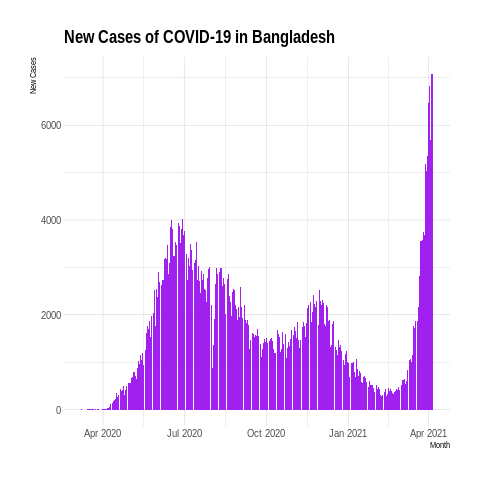 New Cases of COVID-19 in Bangladesh
New Cases
6000
4000
2000
0
Apr 2020 Jul 2020 Oct 2020 Jan 2021 Apr 2021
Month